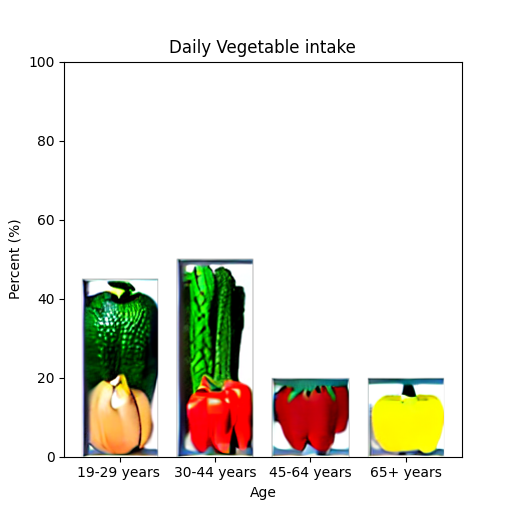 Daily Vegetable intake
100
80
60
40
20
0
Percent (%)
19-29 years 30-44 years 45-64 years 65+ years
Age